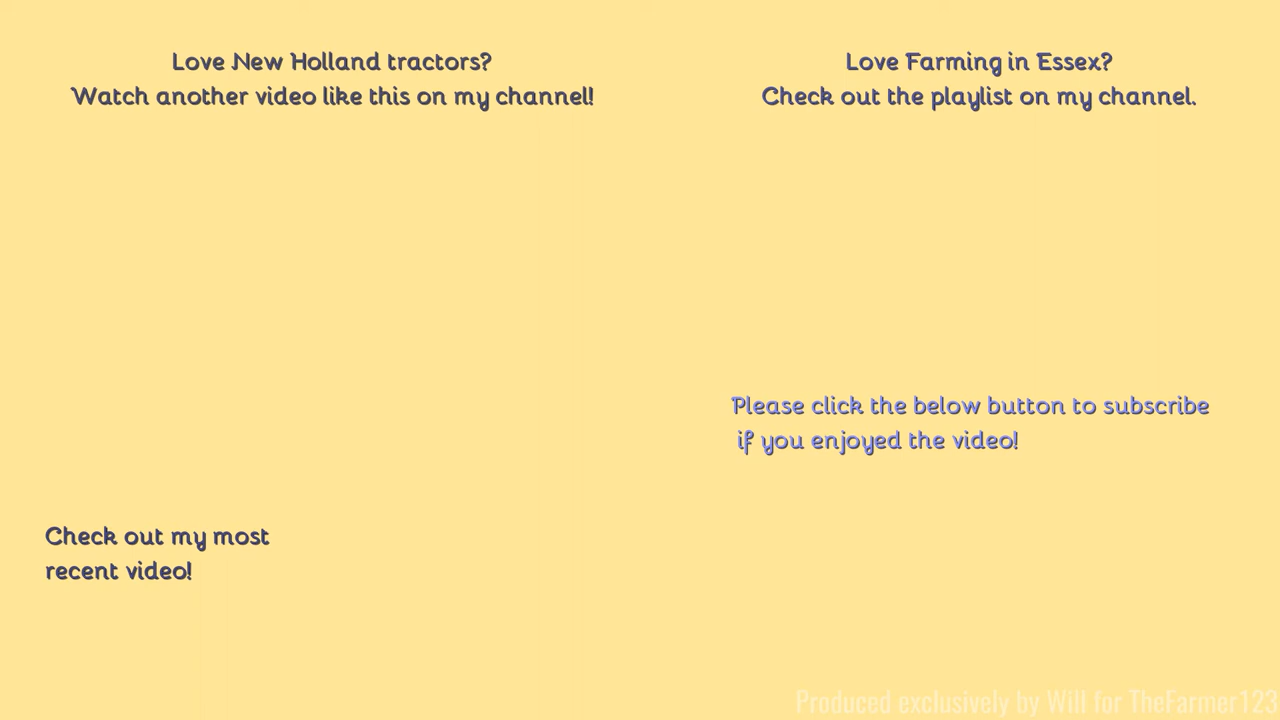 Love New Holland tractors?
Watch another video like this on my channel!
Love Farming in Essex?
Check out the playlist on my channel.
Please click the below button to subscribe
if you enjoyed the video!
Check out my most
recent video!
Produced exclusively by Will for TheFarmer123